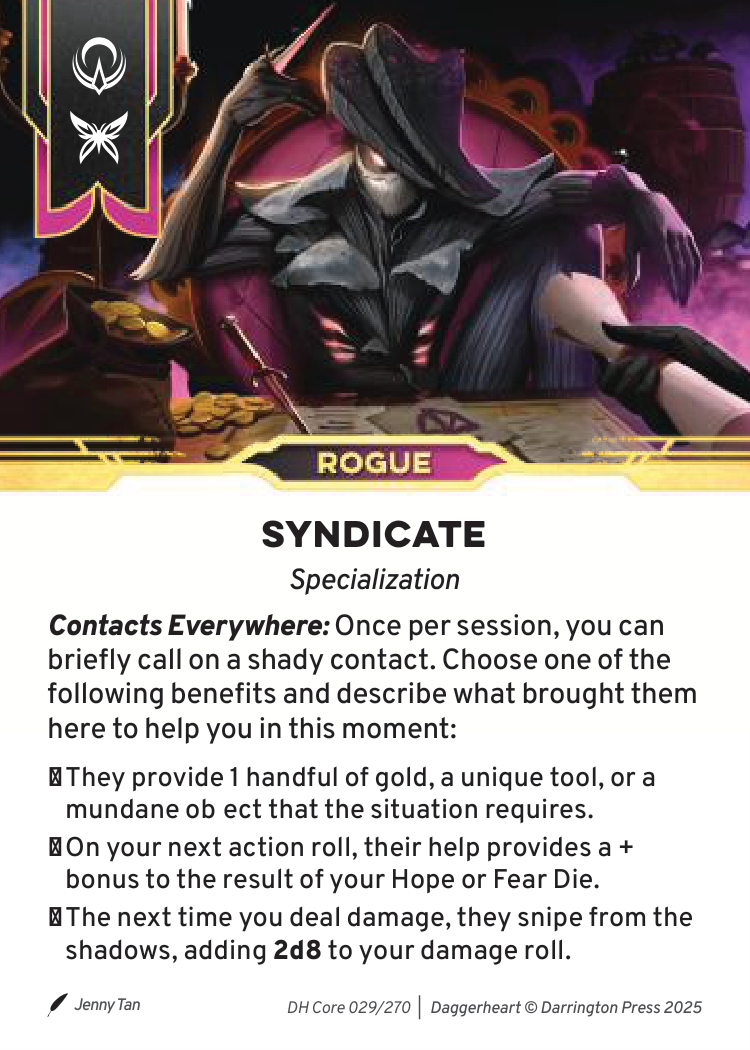 ROGUE
SYNDICATE
Specialization
Contacts Everywhere: Once per session, you can
briefly call on a shady contact. Choose one of the
following benefits and describe what brought them
here to help you in this moment:
They provide 1 handful of gold, a unique tool, or a
mundane ob ect that the situation requires.
On your next action roll, their help provides a +
bonus to the result of your Hope or Fear Die.
The next time you deal damage, they snipe from the
shadows, adding 2d8 to your damage roll.
Jenny Tan
DH Core 029/270 | Daggerheart © Darrington Press 2025